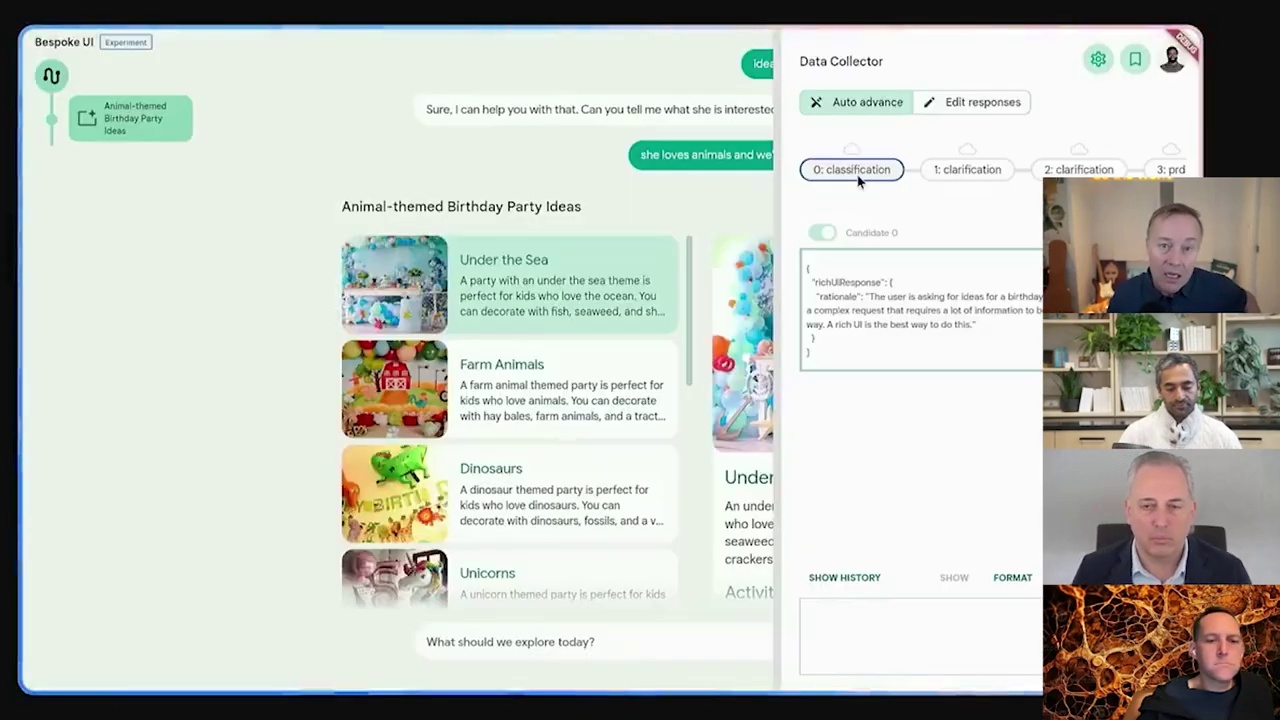 Bespoke UI Experiment
Animal-themed
Birthday Party
Ideas
idea
Sure, I can help you with that. Can you tell me what she is interested
she loves animals and we'
Animal-themed Birthday Party Ideas
Under the Sea
A party with an under the sea theme is
perfect for kids who love the ocean. You
can decorate with fish, seaweed, and sh...
Farm Animals
A farm animal themed party is perfect for
kids who love animals. You can decorate
with hay bales, farm animals, and a tract...
Dinosaurs
A dinosaur themed party is perfect for
kids who love dinosaurs. You can
decorate with dinosaurs, fossils, and a v...
Unicorns
A unicorn themed party is perfect for kids
Under
An unde
who love
seaweed
crackers
Activit
What should we explore today?
Data Collector
DEBUG
Auto advance
Edit responses
0: classification
1: clarification
2: clarification
3: prd
Candidate 0
{
"richUIResponse": {
"rationale": "The user is asking for ideas for a birthday
a complex request that requires a lot of information to b
way. A rich UI is the best way to do this."
}
}
SHOW HISTORY
SHOW
FORMAT